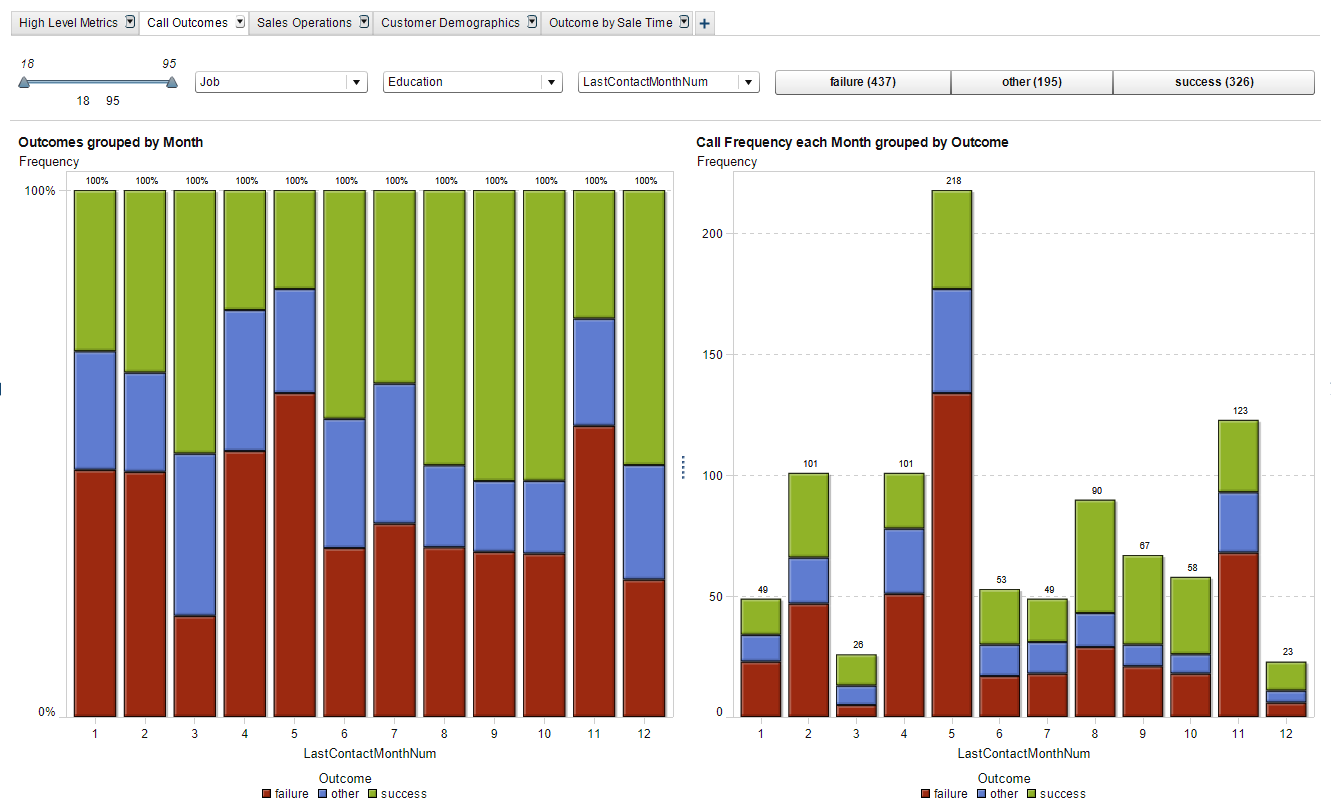 High Level Metrics Call Outcomes Sales Operations Customer Demographics Outcome by Sale Time +
18 95
18 95
Job Education LastContactMonthNum failure (437) other (195) success (326)
Outcomes grouped by Month
Frequency
100% 100% 100% 100% 100% 100% 100% 100% 100% 100% 100% 100%
100%
0%
1 2 3 4 5 6 7 8 9 10 11 12
LastContactMonthNum
Outcome
failure other success
Call Frequency each Month grouped by Outcome
Frequency
200
150
100
50
0
49 101 26 101 218 53 49 90 67 58 123 23
1 2 3 4 5 6 7 8 9 10 11 12
LastContactMonthNum
Outcome
failure other success